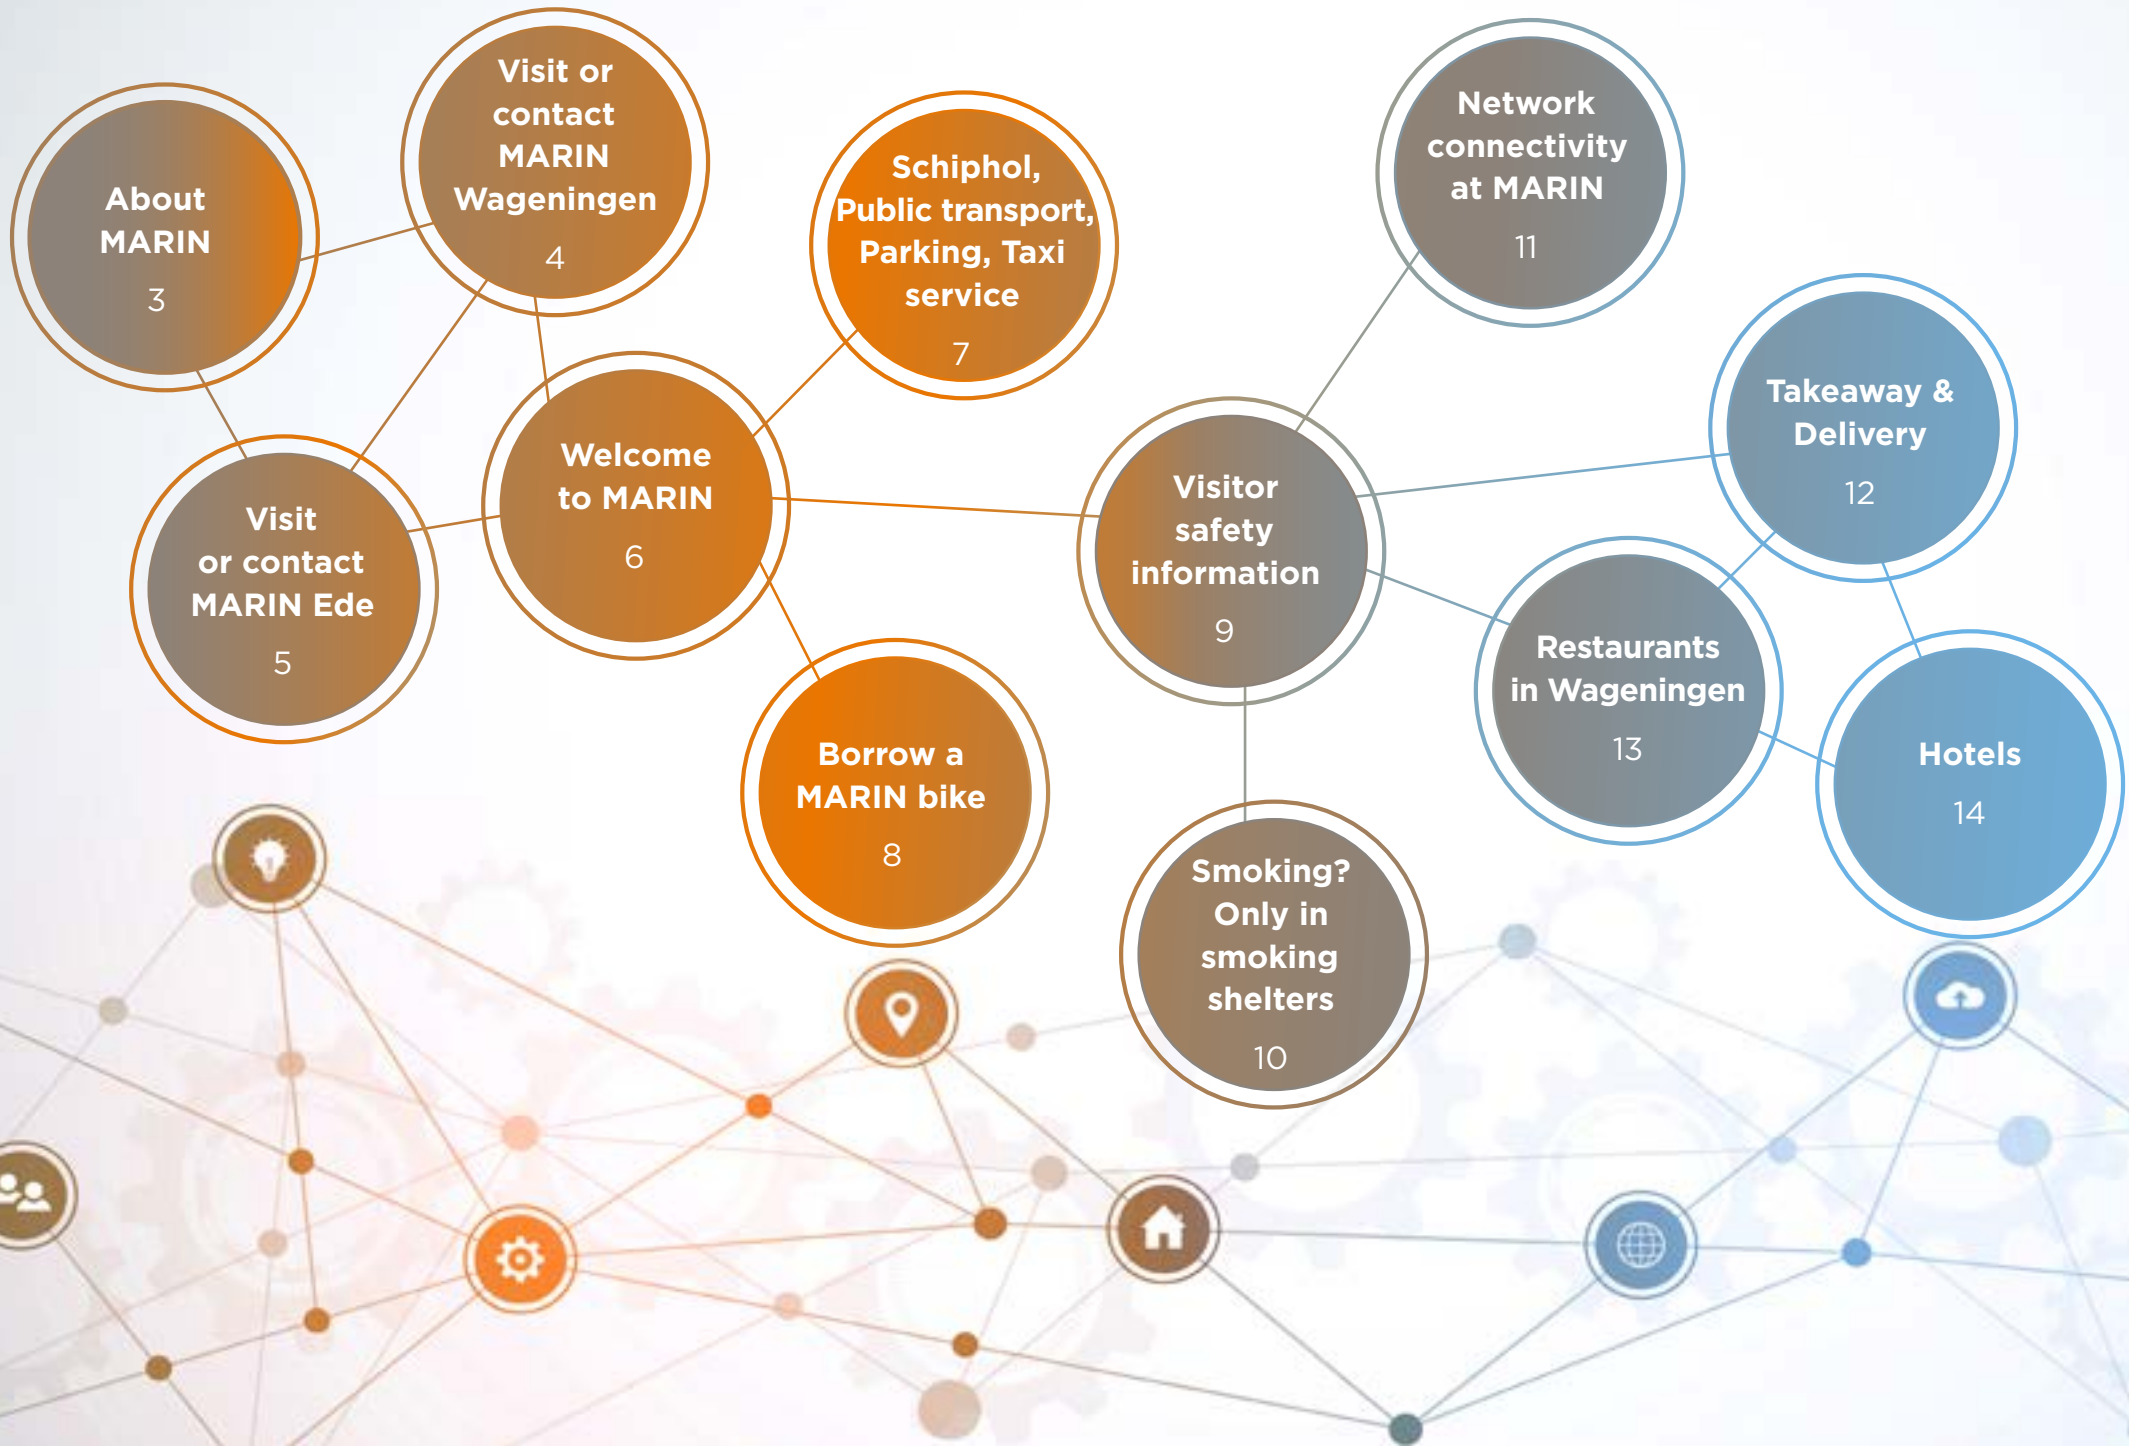 About
MARIN
3
Visit or
contact
MARIN
Wageningen
4
Visit
or contact
MARIN Ede
5
Welcome
to MARIN
6
Schiphol,
Public transport,
Parking, Taxi
service
7
Borrow a
MARIN bike
8
Visitor
safety
information
9
Smoking?
Only in
smoking
shelters
10
Network
connectivity
at MARIN
11
Takeaway &
Delivery
12
Restaurants
in Wageningen
13
Hotels
14